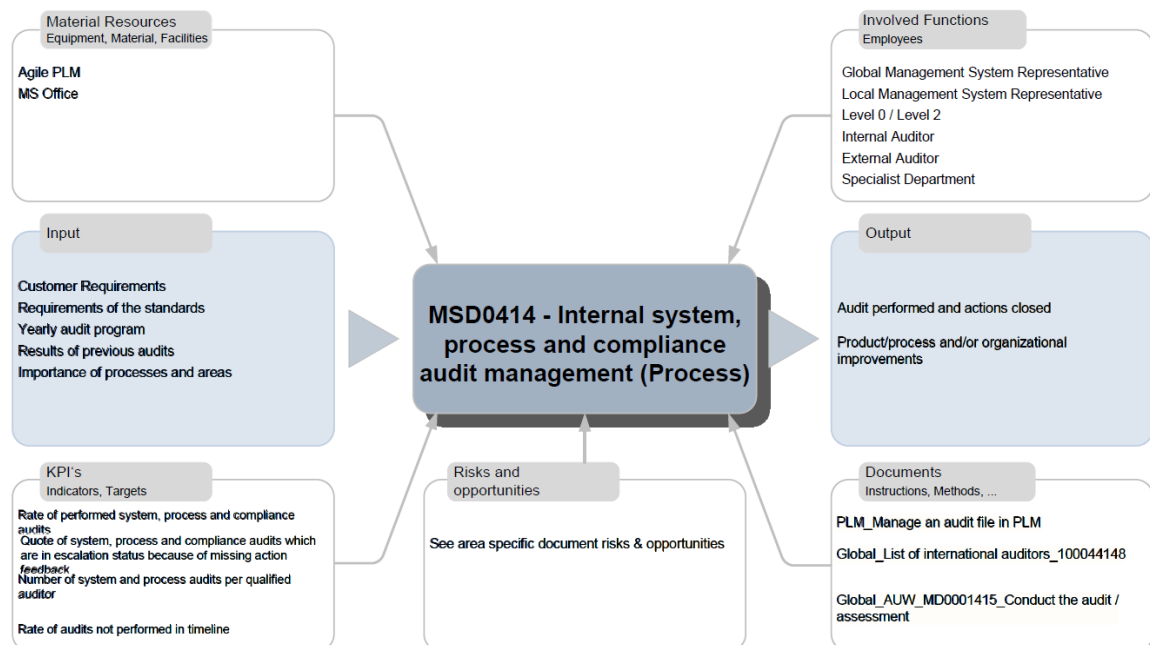 Material Resources
Equipment, Material, Facilities
Agile PLM
MS Office
Involved Functions
Employees
Global Management System Representative
Local Management System Representative
Level 0 / Level 2
Internal Auditor
External Auditor
Specialist Department
Input
Customer Requirements
Requirements of the standards
Yearly audit program
Results of previous audits
Importance of processes and areas
MSD0414 - Internal system,
process and compliance
audit management (Process)
Output
Audit performed and actions closed
Product/process and/or organizational
improvements
KPI's
Indicators, Targets
Rate of performed system, process and compliance
audits
Quote of system, process and compliance audits which
are in escalation status because of missing action
feedback
Number of system and process audits per qualified
auditor
Rate of audits not performed in timeline
Risks and
opportunities
See area specific document risks & opportunities
Documents
Instructions, Methods, ...
PLM_Manage an audit file in PLM
Global_List of international auditors_100044148
Global_AUW_MD0001415_Conduct the audit /
assessment